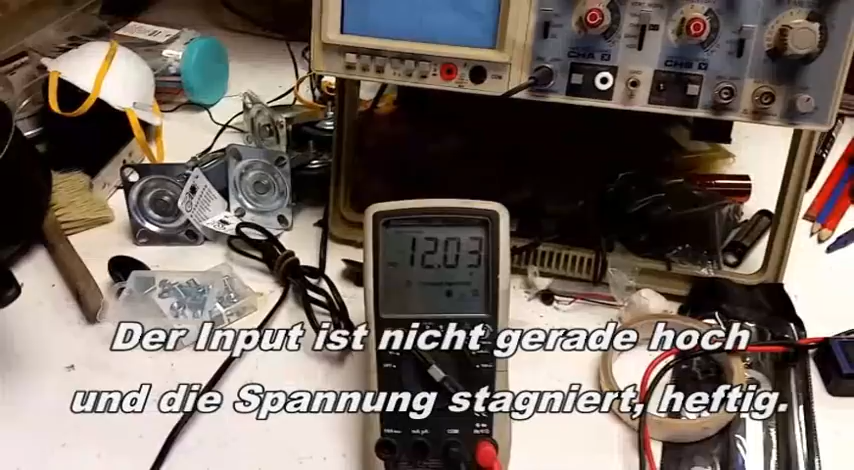 CH A
CH B
12.03
Der Input ist nicht gerade hoch
und die Spannung stagniert, heftig.